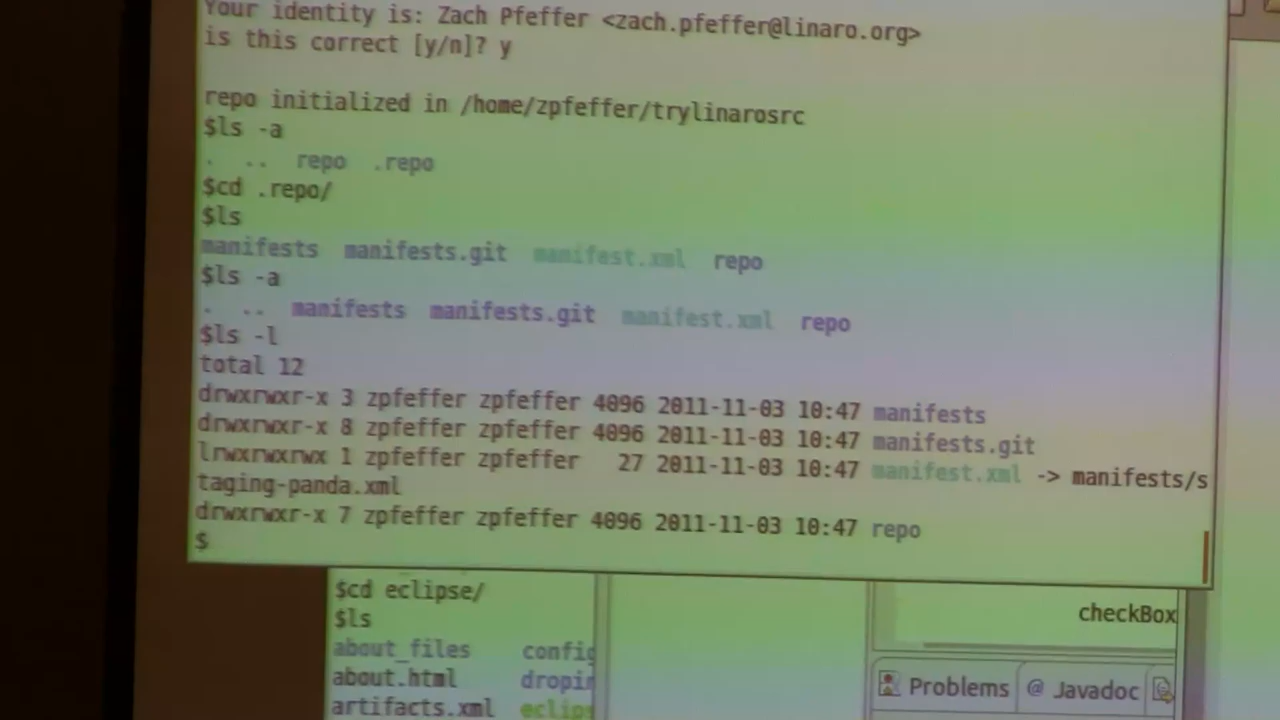 Your identity is: Zach Pfeffer <zach.pfeffer@linaro.org>
is this correct [y/n]? y
repo initialized in /home/zpfeffer/trylinarosrc
$ls -a
. .. repo .repo
$cd .repo/
$ls
manifests manifests.git manifest.xml repo
$ls -a
. .. manifests manifests.git manifest.xml repo
$ls -l
total 12
drwxrwxr-x 3 zpfeffer zpfeffer 4096 2011-11-03 10:47 manifests
drwxrwxr-x 8 zpfeffer zpfeffer 4096 2011-11-03 10:47 manifests.git
lrwxrwxrwx 1 zpfeffer zpfeffer 27 2011-11-03 10:47 manifest.xml -> manifests/s
taging-panda.xml
drwxrwxr-x 7 zpfeffer zpfeffer 4096 2011-11-03 10:47 repo
$
$cd eclipse/
$ls
about_files config
about.html dropin
artifacts.xml eclips
checkBox
Problems @ Javadoc